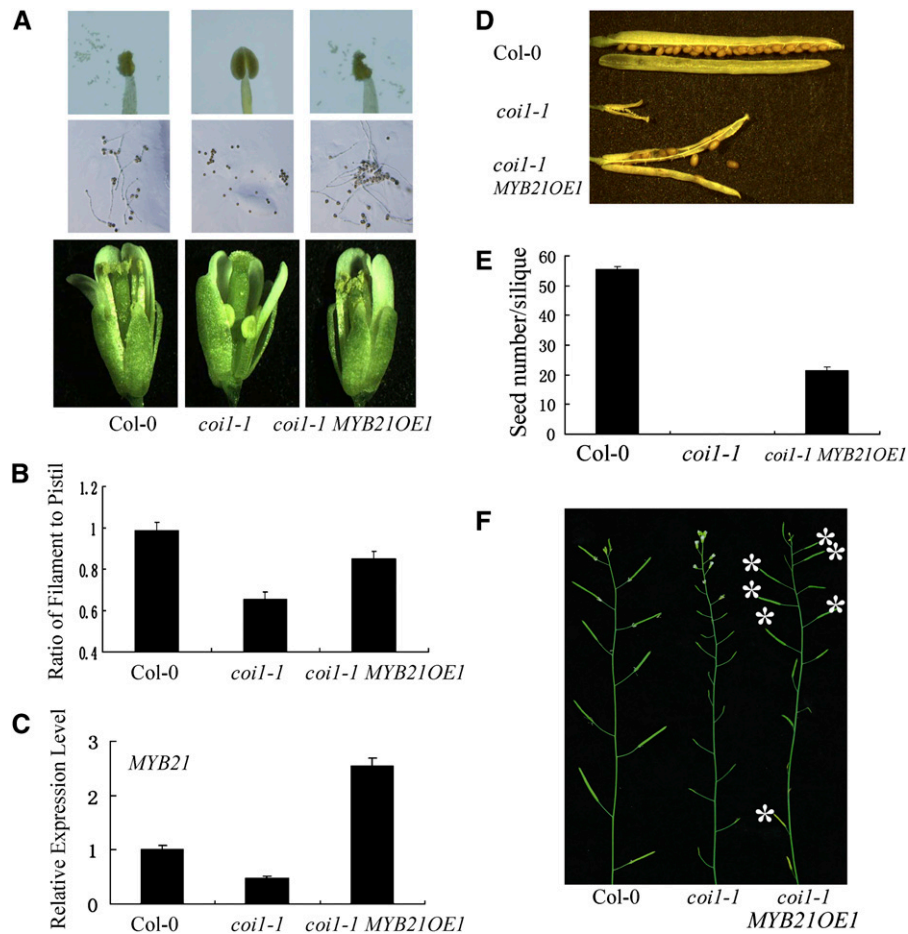 A
Col-0
coi1-1
coi1-1 MYB21OE1
B
Ratio of Filament to Pistil
1.2
1
0.8
0.6
0.4
Col-0
coi1-1
coi1-1 MYB21OE1
C
Relative Expression Level
MYB21
3
2
1
0
Col-0
coi1-1
coi1-1 MYB21OE1
D
Col-0
coi1-1
coi1-1
MYB21OE1
E
Seed number/silique
60
50
40
30
20
10
0
Col-0
coi1-1
coi1-1 MYB21OE1
F
Col-0
coi1-1
coi1-1
MYB21OE1